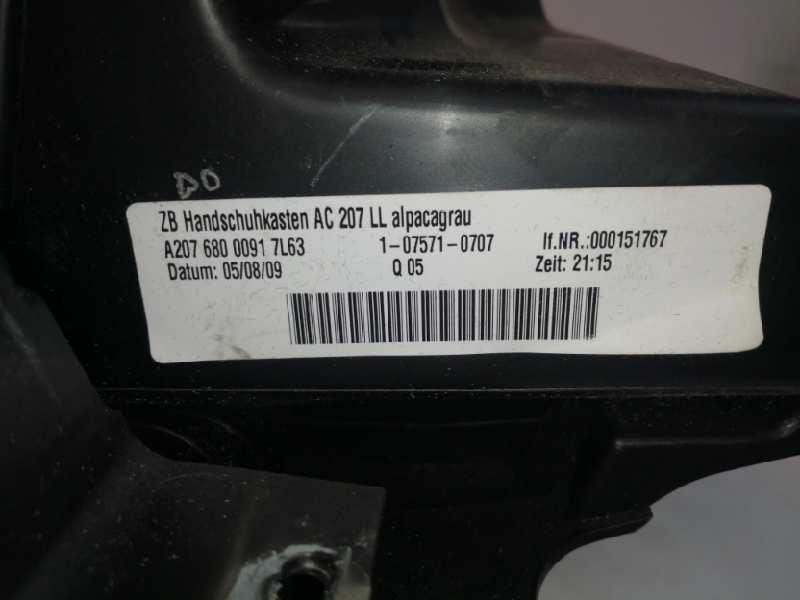 DO
ZB Handschuhkasten AC 207 LL alpacagrau
A207 680 0091 7L63 1-07571-0707 lf.NR.:000151767
Datum: 05/08/09 Q 05 Zeit: 21:15